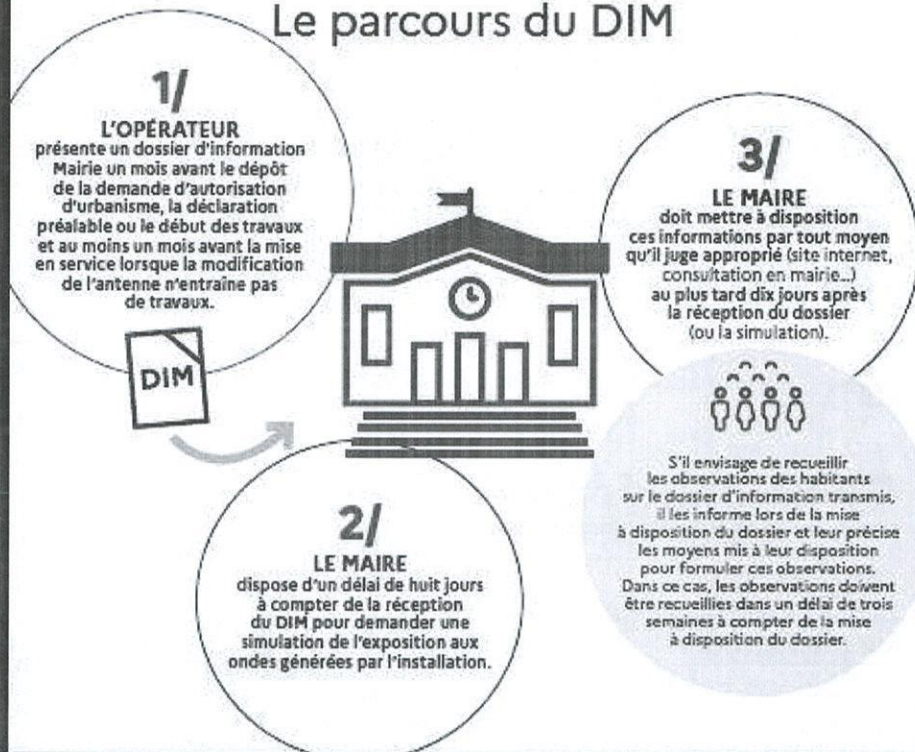 Le parcours du DIM
1/
L'OPÉRATEUR
présente un dossier d'information
Mairie un mois avant le dépôt
de la demande d'autorisation
d'urbanisme, la déclaration
préalable ou le début des travaux
et au moins un mois avant la mise
en service lorsque la modification
de l'antenne n'entraîne pas
de travaux.
DIM
2/
LE MAIRE
dispose d'un délai de huit jours
à compter de la réception
du DIM pour demander une
simulation de l'exposition aux
ondes générées par l'installation.
3/
LE MAIRE
doit mettre à disposition
ces informations par tout moyen
qu'il juge approprié (site internet,
consultation en mairie...)
au plus tard dix jours après
la réception du dossier
(ou la simulation).
S'il envisage de recueillir
les observations des habitants
sur le dossier d'information transmis,
il les informe lors de la mise
à disposition du dossier et leur précise
les moyens mis à leur disposition
pour formuler ces observations.
Dans ce cas, les observations doivent
être recueillies dans un délai de trois
semaines à compter de la mise
à disposition du dossier.